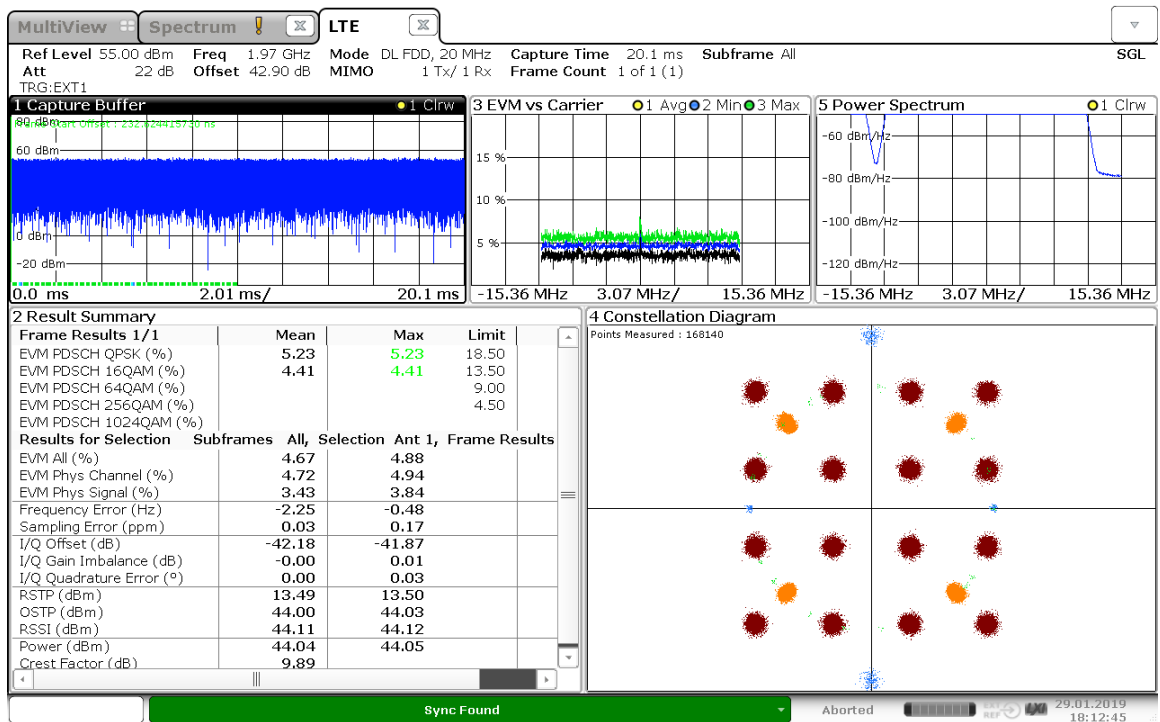 MultiView Spectrum LTE
Ref Level 55.00 dBm Freq 1.97 GHz Mode DL FDD, 20 MHz Capture Time 20.1 ms Subframe All SGL
Att 22 dB Offset 42.90 dB MIMO 1 Tx/ 1 Rx Frame Count 1 of 1 (1)
TRG:EXT1
1 Capture Buffer 1 Clrw
80 dBm
60 dBm
0 dBm
-20 dBm
0.0 ms 2.01 ms/ 20.1 ms
3 EVM vs Carrier 1 Avg 2 Min 3 Max
15 %
10 %
5 %
-15.36 MHz 3.07 MHz/ 15.36 MHz
5 Power Spectrum 1 Clrw
-60 dBm/Hz
-80 dBm/Hz
-100 dBm/Hz
-120 dBm/Hz
-15.36 MHz 3.07 MHz/ 15.36 MHz
2 Result Summary
Frame Results 1/1 Mean Max Limit
EVM PDSCH QPSK (%) 5.23 5.23 18.50
EVM PDSCH 16QAM (%) 4.41 4.41 13.50
EVM PDSCH 64QAM (%) 9.00
EVM PDSCH 256QAM (%) 4.50
EVM PDSCH 1024QAM (%)
Results for Selection Subframes All, Selection Ant 1, Frame Results
EVM All (%) 4.67 4.88
EVM Phys Channel (%) 4.72 4.94
EVM Phys Signal (%) 3.43 3.84
Frequency Error (Hz) -2.25 -0.48
Sampling Error (ppm) 0.03 0.17
I/Q Offset (dB) -42.18 -41.87
I/Q Gain Imbalance (dB) -0.00 0.01
I/Q Quadrature Error (°) 0.00 0.03
RSTP (dBm) 13.49 13.50
OSTP (dBm) 44.00 44.03
RSSI (dBm) 44.11 44.12
Power (dBm) 44.04 44.05
Crest Factor (dB) 9.89
4 Constellation Diagram
Points Measured : 168140
Sync Found
Aborted
EXT
REF
LXI
29.01.2019
18:12:45